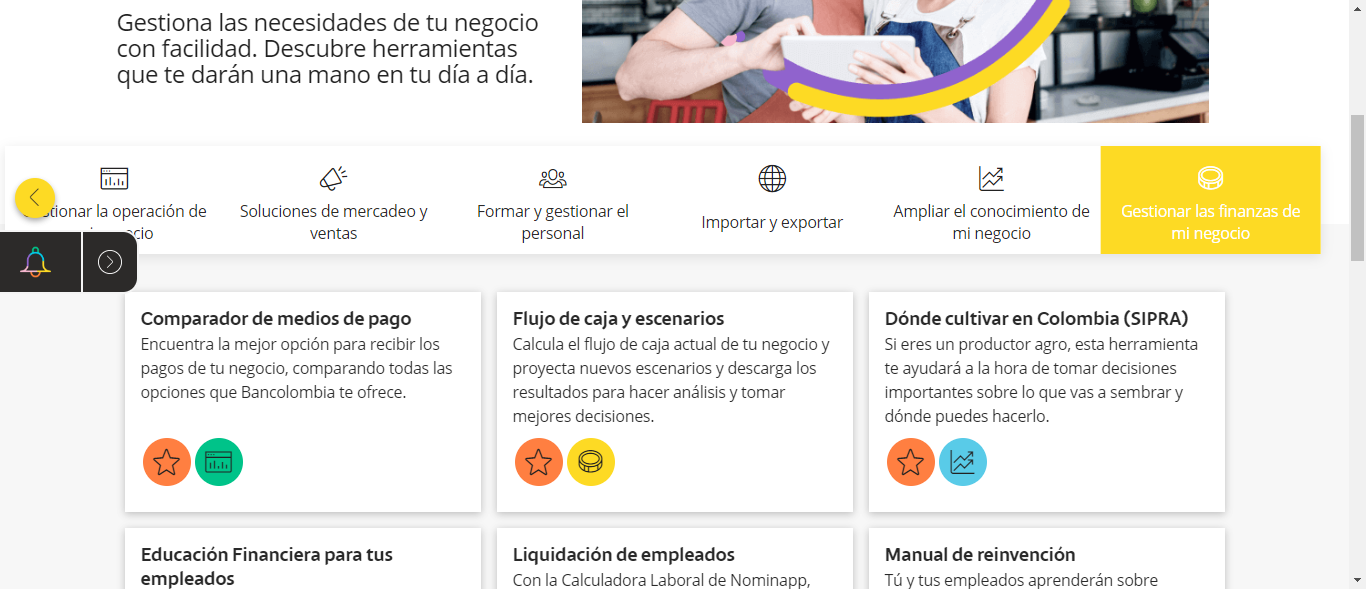 Gestiona las necesidades de tu negocio
con facilidad. Descubre herramientas
que te darán una mano en tu día a día.
la operación de
Soluciones de mercadeo y
ventas
Formar y gestionar el
personal
Importar y exportar
Ampliar el conocimiento de
mi negocio
Gestionar las finanzas de
mi negocio
Comparador de medios de pago
Encuentra la mejor opción para recibir los
pagos de tu negocio, comparando todas las
opciones que Bancolombia te ofrece.
Flujo de caja y escenarios
Calcula el flujo de caja actual de tu negocio y
proyecta nuevos escenarios y descarga los
resultados para hacer análisis y tomar
mejores decisiones.
Dónde cultivar en Colombia (SIPRA)
Si eres un productor agro, esta herramienta
te ayudará a la hora de tomar decisiones
importantes sobre lo que vas a sembrar y
dónde puedes hacerlo.
Educación Financiera para tus
empleados
Liquidación de empleados
Con la Calculadora Laboral de Nominapp,
Manual de reinvención
Tú y tus empleados aprenderán sobre